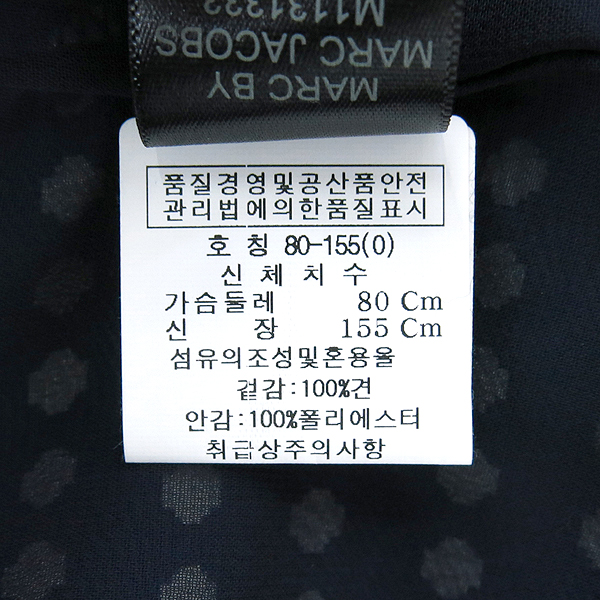 MARC BY
MARC JACOBS
M1131322
품질경영및공산품안전
관리법에의한품질표시
호 칭 80-155(0)
신 체 치 수
가슴둘레 80 Cm
신 장 155 Cm
섬유의조성및혼용율
겉감:100%견
안감:100%폴리에스터
취급상주의사항